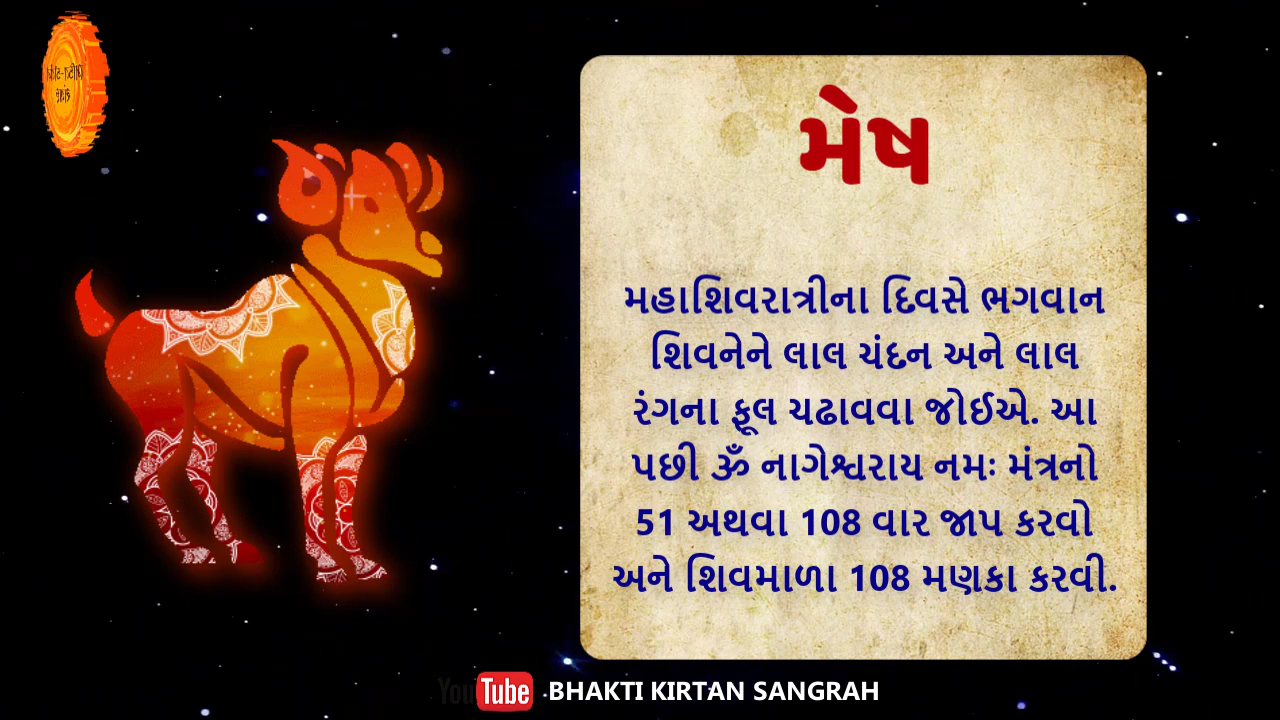 મેષ
મહાશિવરાત્રીના દિવસે ભગવાન
શિવનેને લાલ ચંદન અને લાલ
રંગના ફૂલ ચઢાવવા જોઈએ. આ
પછી ૐ નાગેશ્વરાય નમઃ મંત્રનો
51 અથવા 108 વાર જાપ કરવો
અને શિવમાળા 108 મણકા કરવી.
YouTube BHAKTI KIRTAN SANGRAH